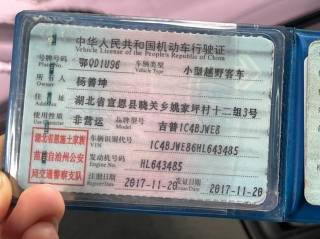 中华人民共和国机动车行驶证
Vehicle License of the People's Republic of China
号牌号码 鄂Q01U96 车辆类型 小型越野客车
Plate No. Vehicle Type
所有人 杨善坤
Owner
住址 湖北省宣恩县晓关乡姚家坪村十二组3号
Address
使用性质 非营运 品牌型号 吉普1C4BJWE8
Use Character Model
湖北省恩施土家族 车辆识别代号 1C4BJWE86HL643485
VIN
苗族自治州公安 发动机号码 HL643485
Engine No.
局交通警察支队 注册日期 2017-11-20 发证日期 2017-11-20
Register Date Issue Date